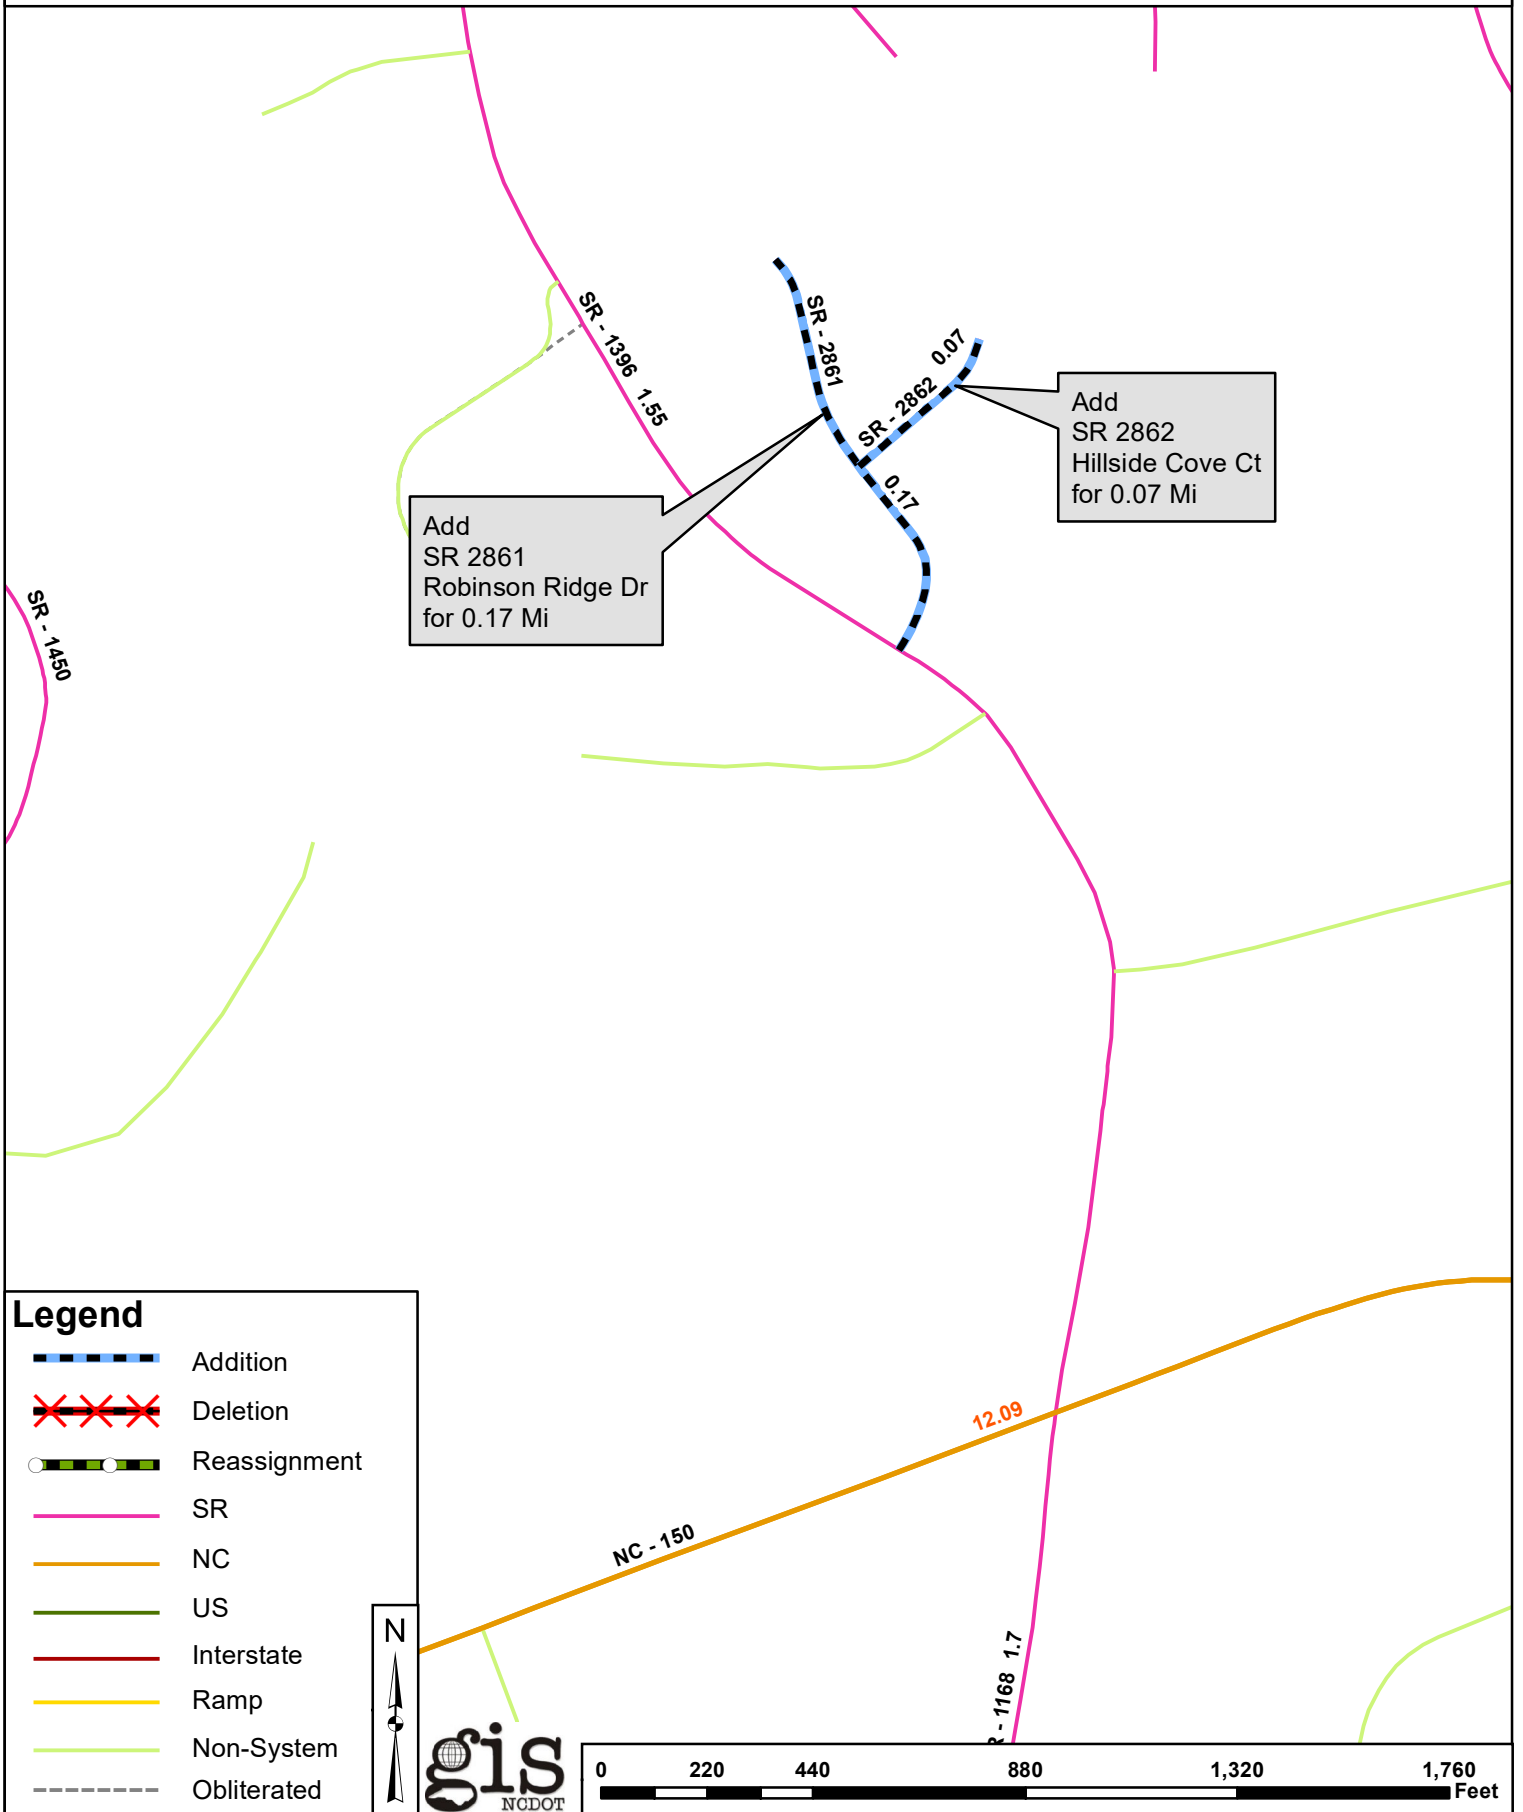 SR - 1396 1.55
SR - 2861
SR - 2862 0.07
0.17
Add
SR 2862
Hillside Cove Ct
for 0.07 Mi
Add
SR 2861
Robinson Ridge Dr
for 0.17 Mi
SR - 1450
12.09
NC - 150
R - 1168 1.7
Legend
Addition
Deletion
Reassignment
SR
NC
US
Interstate
Ramp
Non-System
Obliterated
N
gis
NCDOT
0 220 440 880 1,320 1,760
Feet